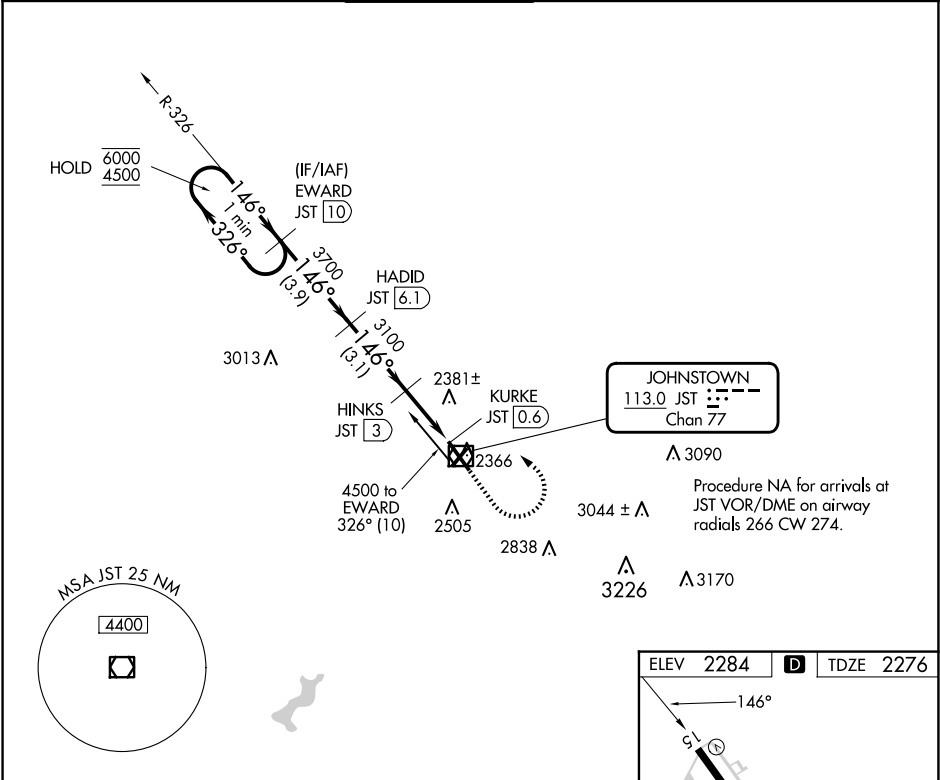 R-326
HOLD 6000
4500
146°
1 min
326°
(IF/IAF)
EWARD
JST 10
3700
146°
(3.9)
HADID
JST 6.1
3100
146°
(3.1)
3013
2381±
HINKS
JST 3
KURKE
JST 0.6
JOHNSTOWN
113.0 JST
Chan 77
2366
3090
4500 to
EWARD
326° (10)
2505
3044 ±
Procedure NA for arrivals at
JST VOR/DME on airway
radials 266 CW 274.
2838
3226
3170
MSA JST 25 NM
4400
ELEV 2284 D TDZE 2276
146°
15
V